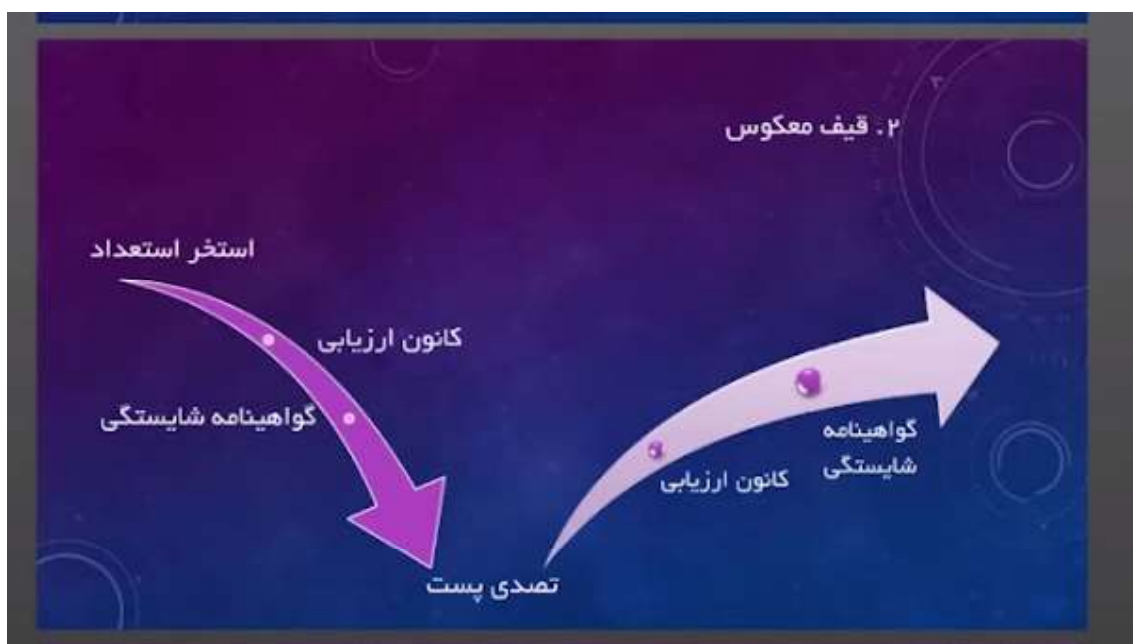 ۲. قیف معکوس
استخر استعداد
کانون ارزیابی
گواهینامه شایستگی
تصدی پست
کانون ارزیابی
گواهینامه
شایستگی